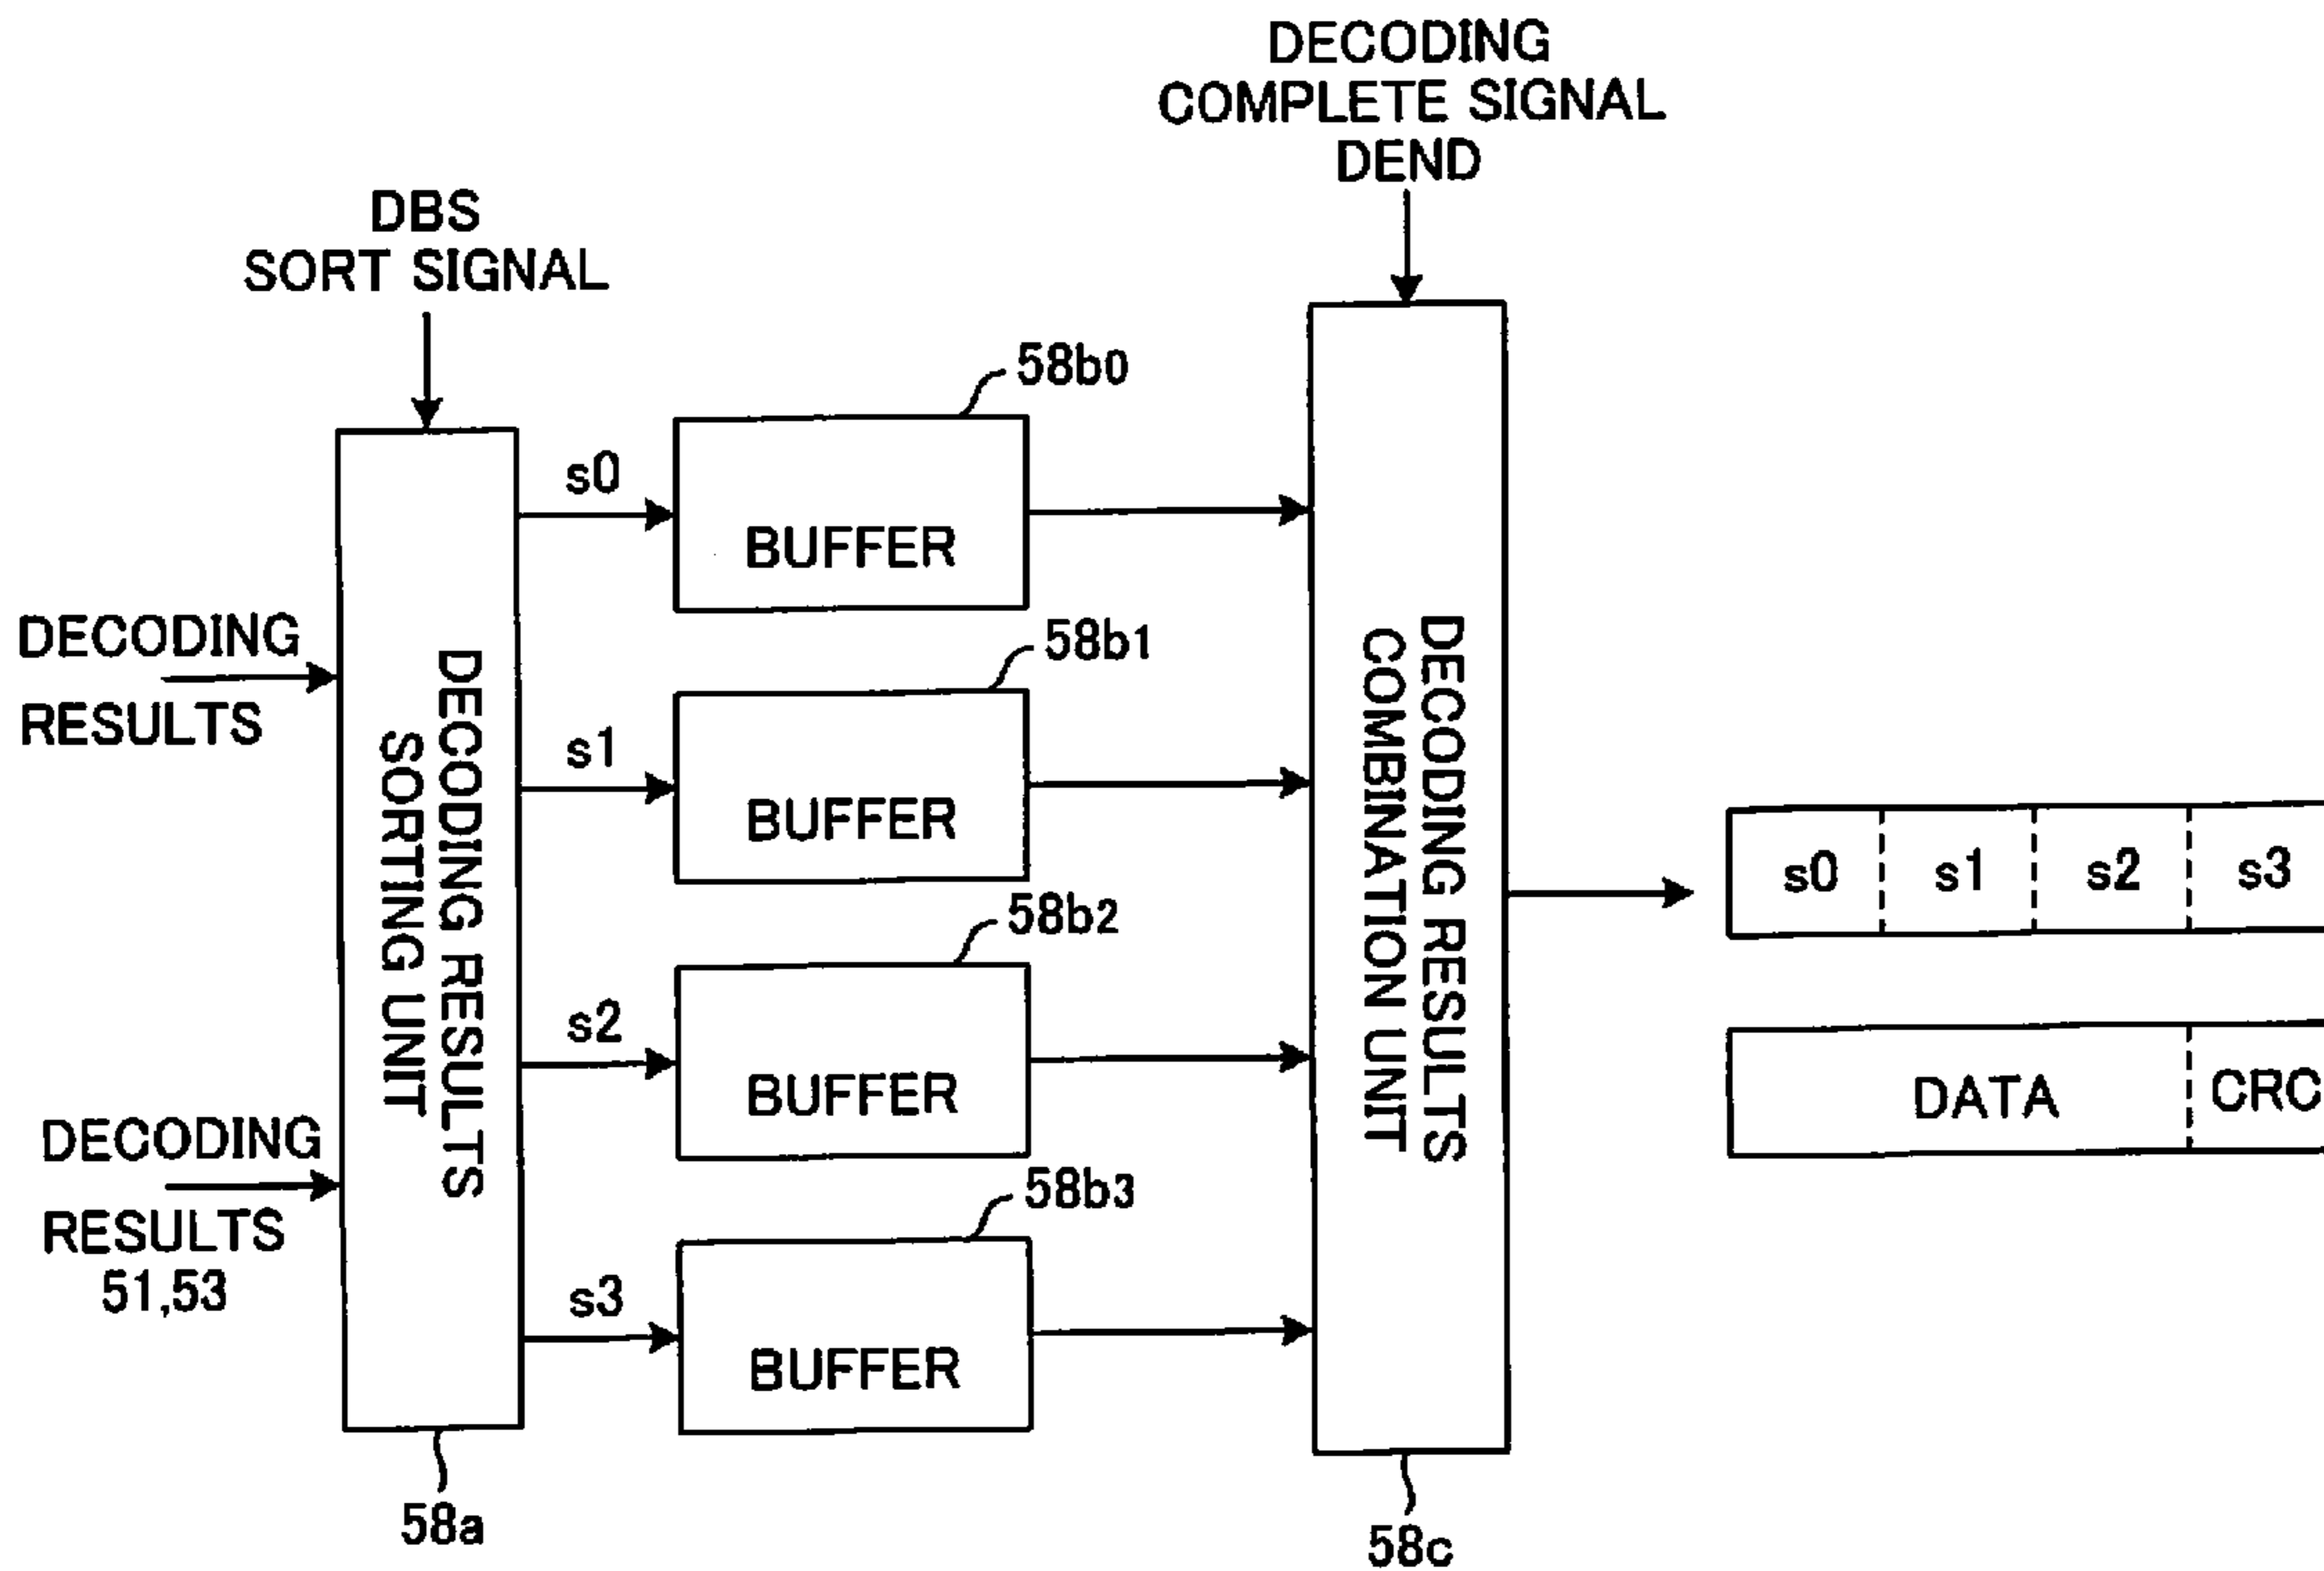 DECODING
COMPLETE SIGNAL
DEND
DBS
SORT SIGNAL
58b0
s0
BUFFER
DECODING
RESULTS
58b1
s1
BUFFER
DECODING RESULTS
SORTING UNIT
DECODING RESULTS
COMBINATION UNIT
s0 s1 s2 s3
58b2
s2
BUFFER
DATA CRC
DECODING
RESULTS
51,53
58b3
s3
BUFFER
58a
58c